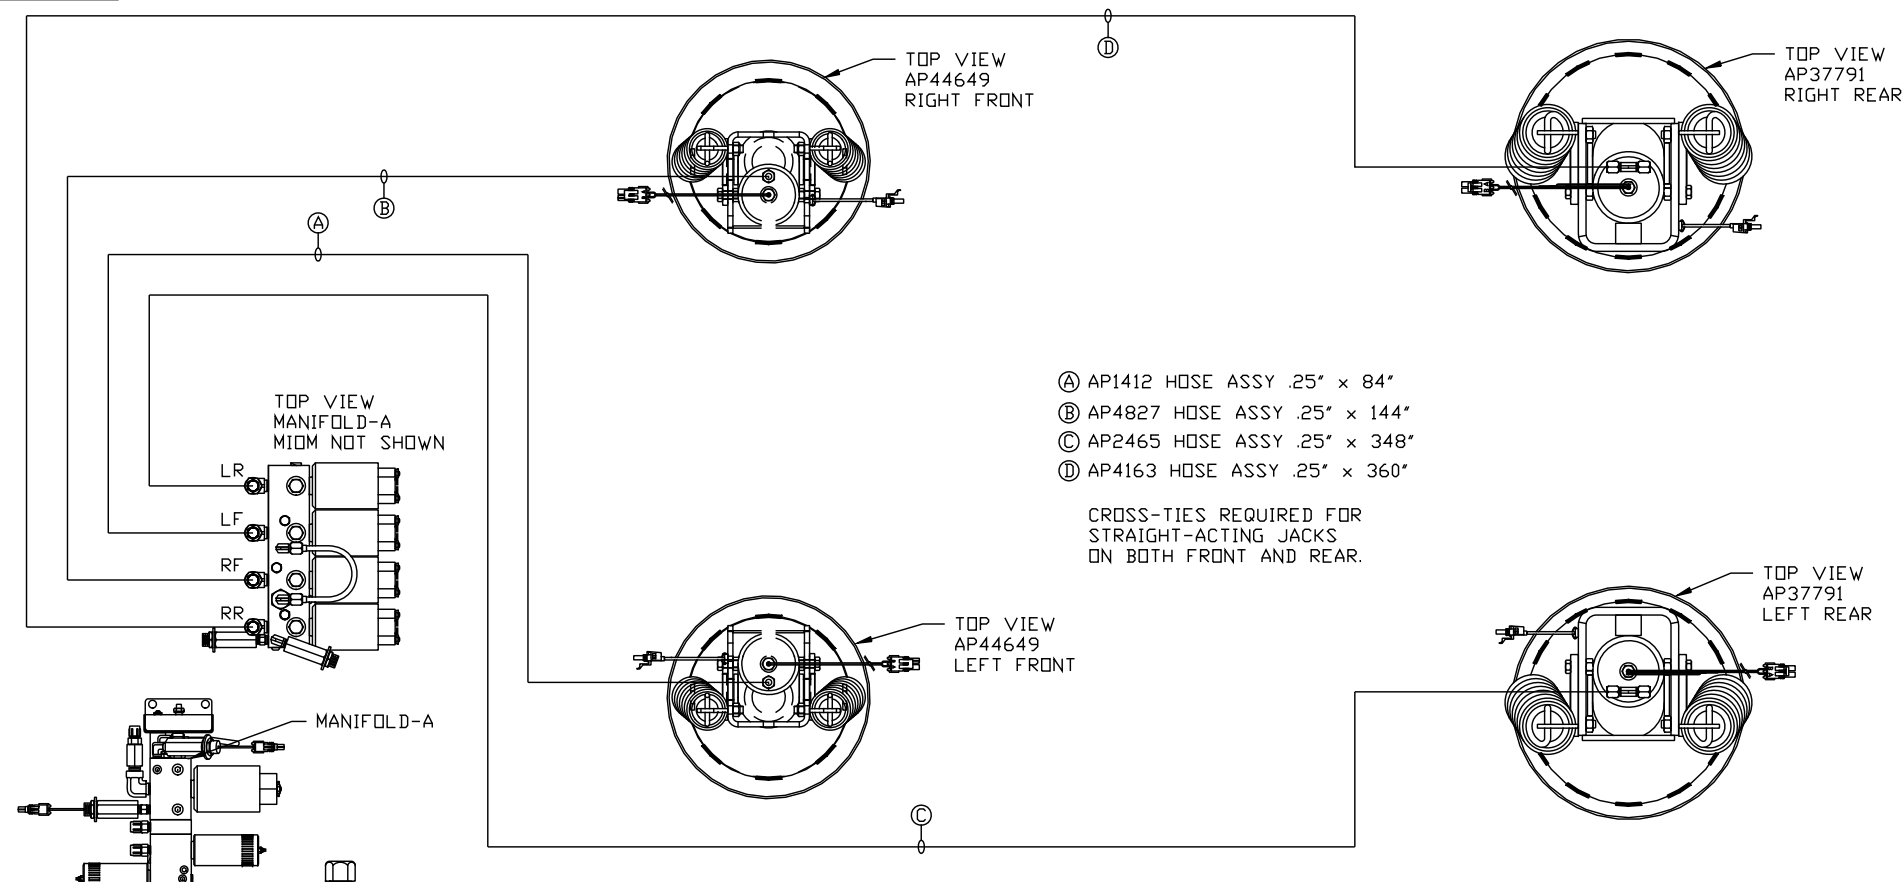 D
TOP VIEW
AP44649
RIGHT FRONT
TOP VIEW
AP37791
RIGHT REAR
B
A
TOP VIEW
MANIFOLD-A
MIOM NOT SHOWN
LR
LF
RF
RR
A AP1412 HOSE ASSY .25" x 84"
B AP4827 HOSE ASSY .25" x 144"
C AP2465 HOSE ASSY .25" x 348"
D AP4163 HOSE ASSY .25" x 360"
CROSS-TIES REQUIRED FOR
STRAIGHT-ACTING JACKS
ON BOTH FRONT AND REAR.
TOP VIEW
AP44649
LEFT FRONT
TOP VIEW
AP37791
LEFT REAR
MANIFOLD-A
C